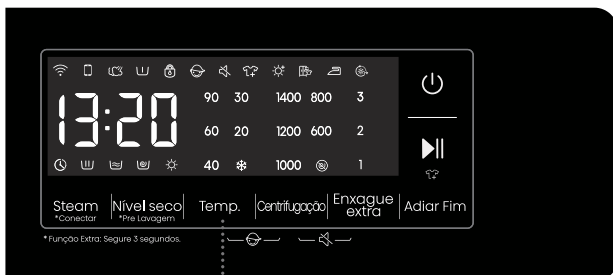 13:20
90 30 1400 800 3
60 20 1200 600 2
40 1000 1
Steam Nível seco Temp. Centrifugação Enxague extra Adiar Fim
*Conectar *Pre Lavagem
*Função Extra: Segure 3 segundos.